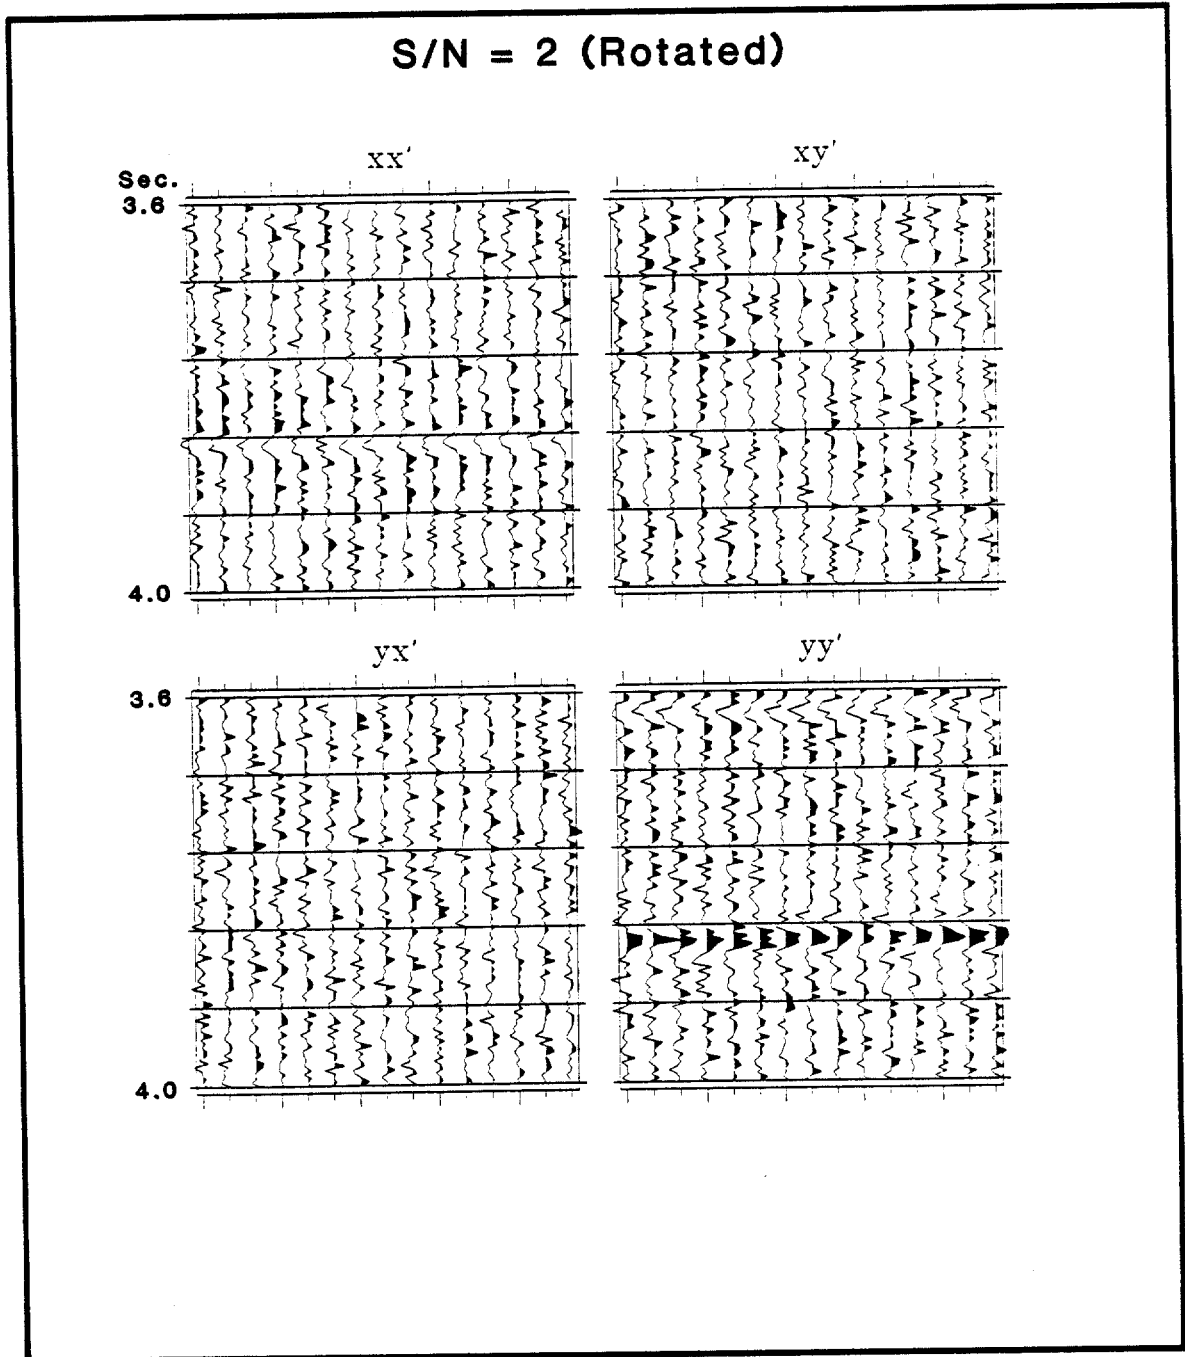 S/N = 2 (Rotated)
xx′
xy′
Sec.
3.6
4.0
yx′
yy′
3.6
4.0